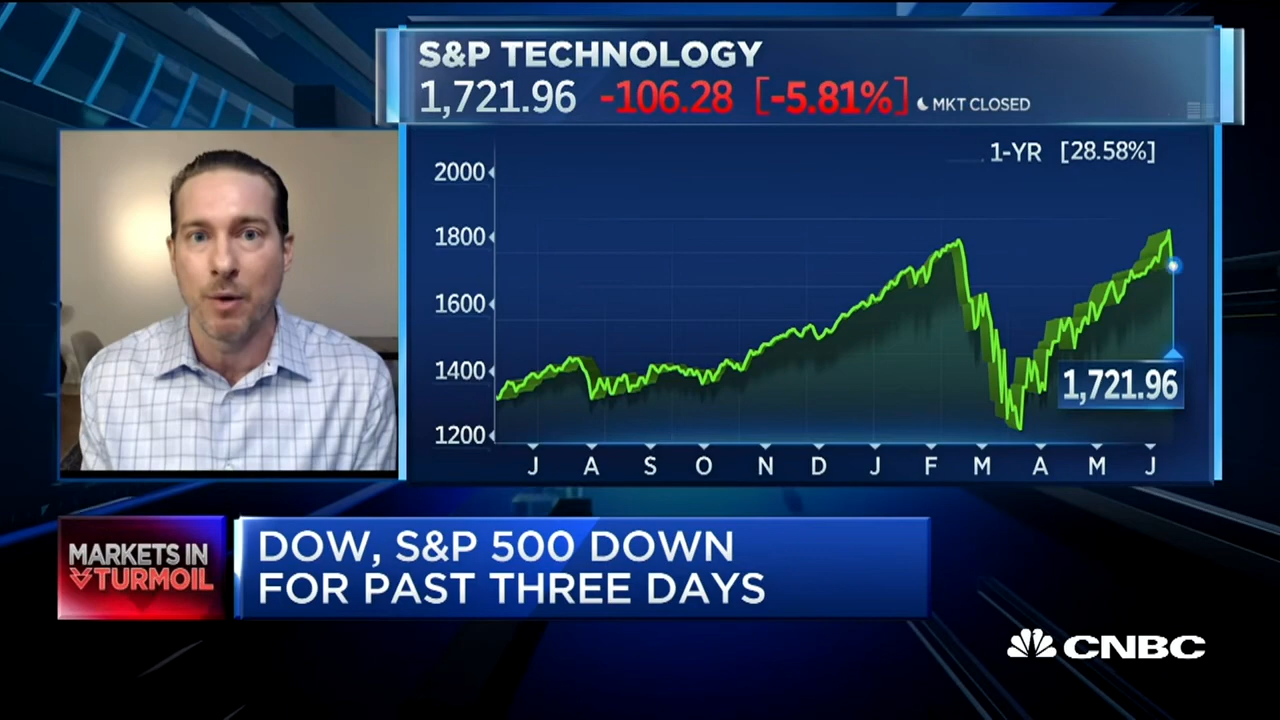 S&P TECHNOLOGY
1,721.96 -106.28 [-5.81%] MKT CLOSED
1-YR [28.58%]
2000
1800
1600
1400
1200
1,721.96
J A S O N D J F M A M J
MARKETS IN
TURMOIL
DOW, S&P 500 DOWN
FOR PAST THREE DAYS
CNBC